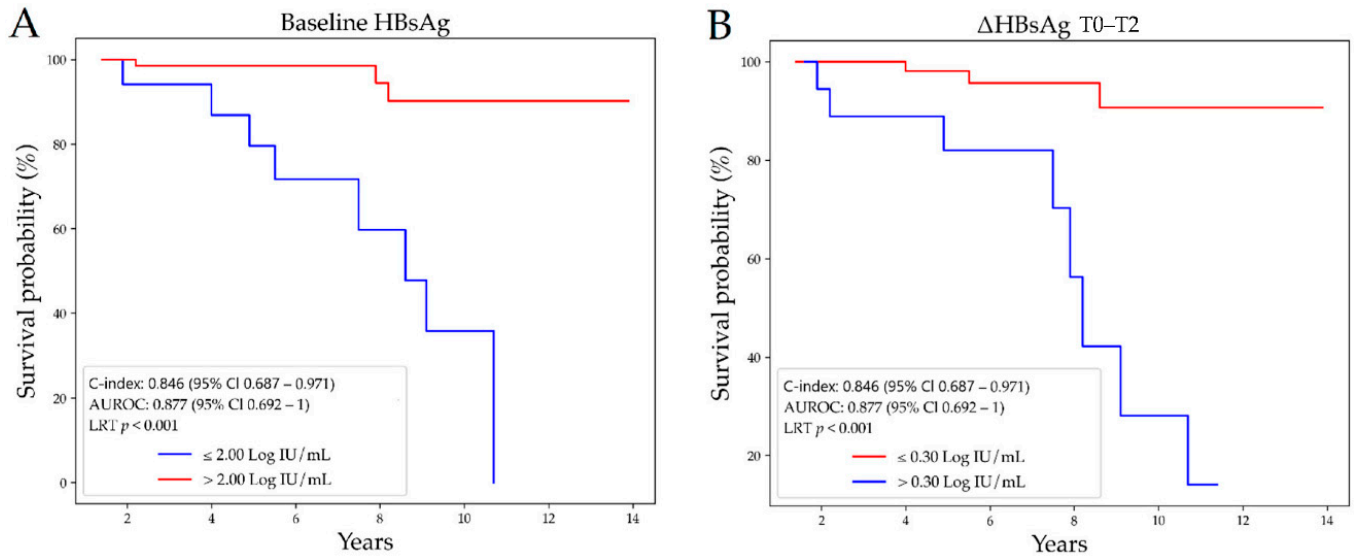 A
Baseline HBsAg
Survival probability (%)
100
80
60
40
20
0
C-index: 0.846 (95% CI 0.687 – 0.971)
AUROC: 0.877 (95% CI 0.692 – 1)
LRT p < 0.001
≤ 2.00 Log IU/mL
> 2.00 Log IU/mL
2 4 6 8 10 12 14
Years
B
ΔHBsAg T0–T2
Survival probability (%)
100
80
60
40
20
C-index: 0.846 (95% CI 0.687 – 0.971)
AUROC: 0.877 (95% CI 0.692 – 1)
LRT p < 0.001
≤ 0.30 Log IU/mL
> 0.30 Log IU/mL
2 4 6 8 10 12 14
Years